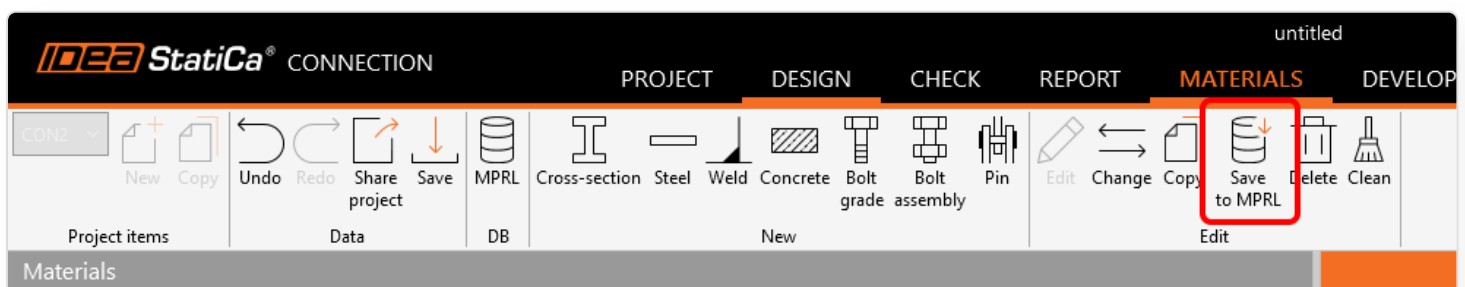 untitled
IDEA StatiCa® CONNECTION
PROJECT DESIGN CHECK REPORT MATERIALS DEVELOP
CON2
New Copy Undo Redo Share project Save MPRL Cross-section Steel Weld Concrete Bolt grade Bolt assembly Pin Edit Change Copy Save to MPRL Delete Clean
Project items Data DB New Edit
Materials